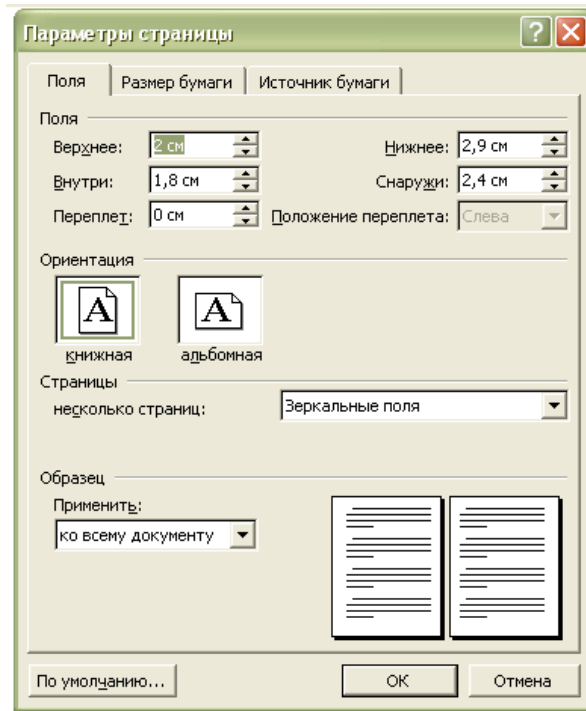 Параметры страницы
Поля Размер бумаги Источник бумаги
Поля
Верхнее: 2 см Нижнее: 2,9 см
Внутри: 1,8 см Снаружи: 2,4 см
Переплет: 0 см Положение переплета: Слева
Ориентация
A A
книжная альбомная
Страницы
несколько страниц: Зеркальные поля
Образец
Применить:
ко всему документу
По умолчанию... ОК Отмена